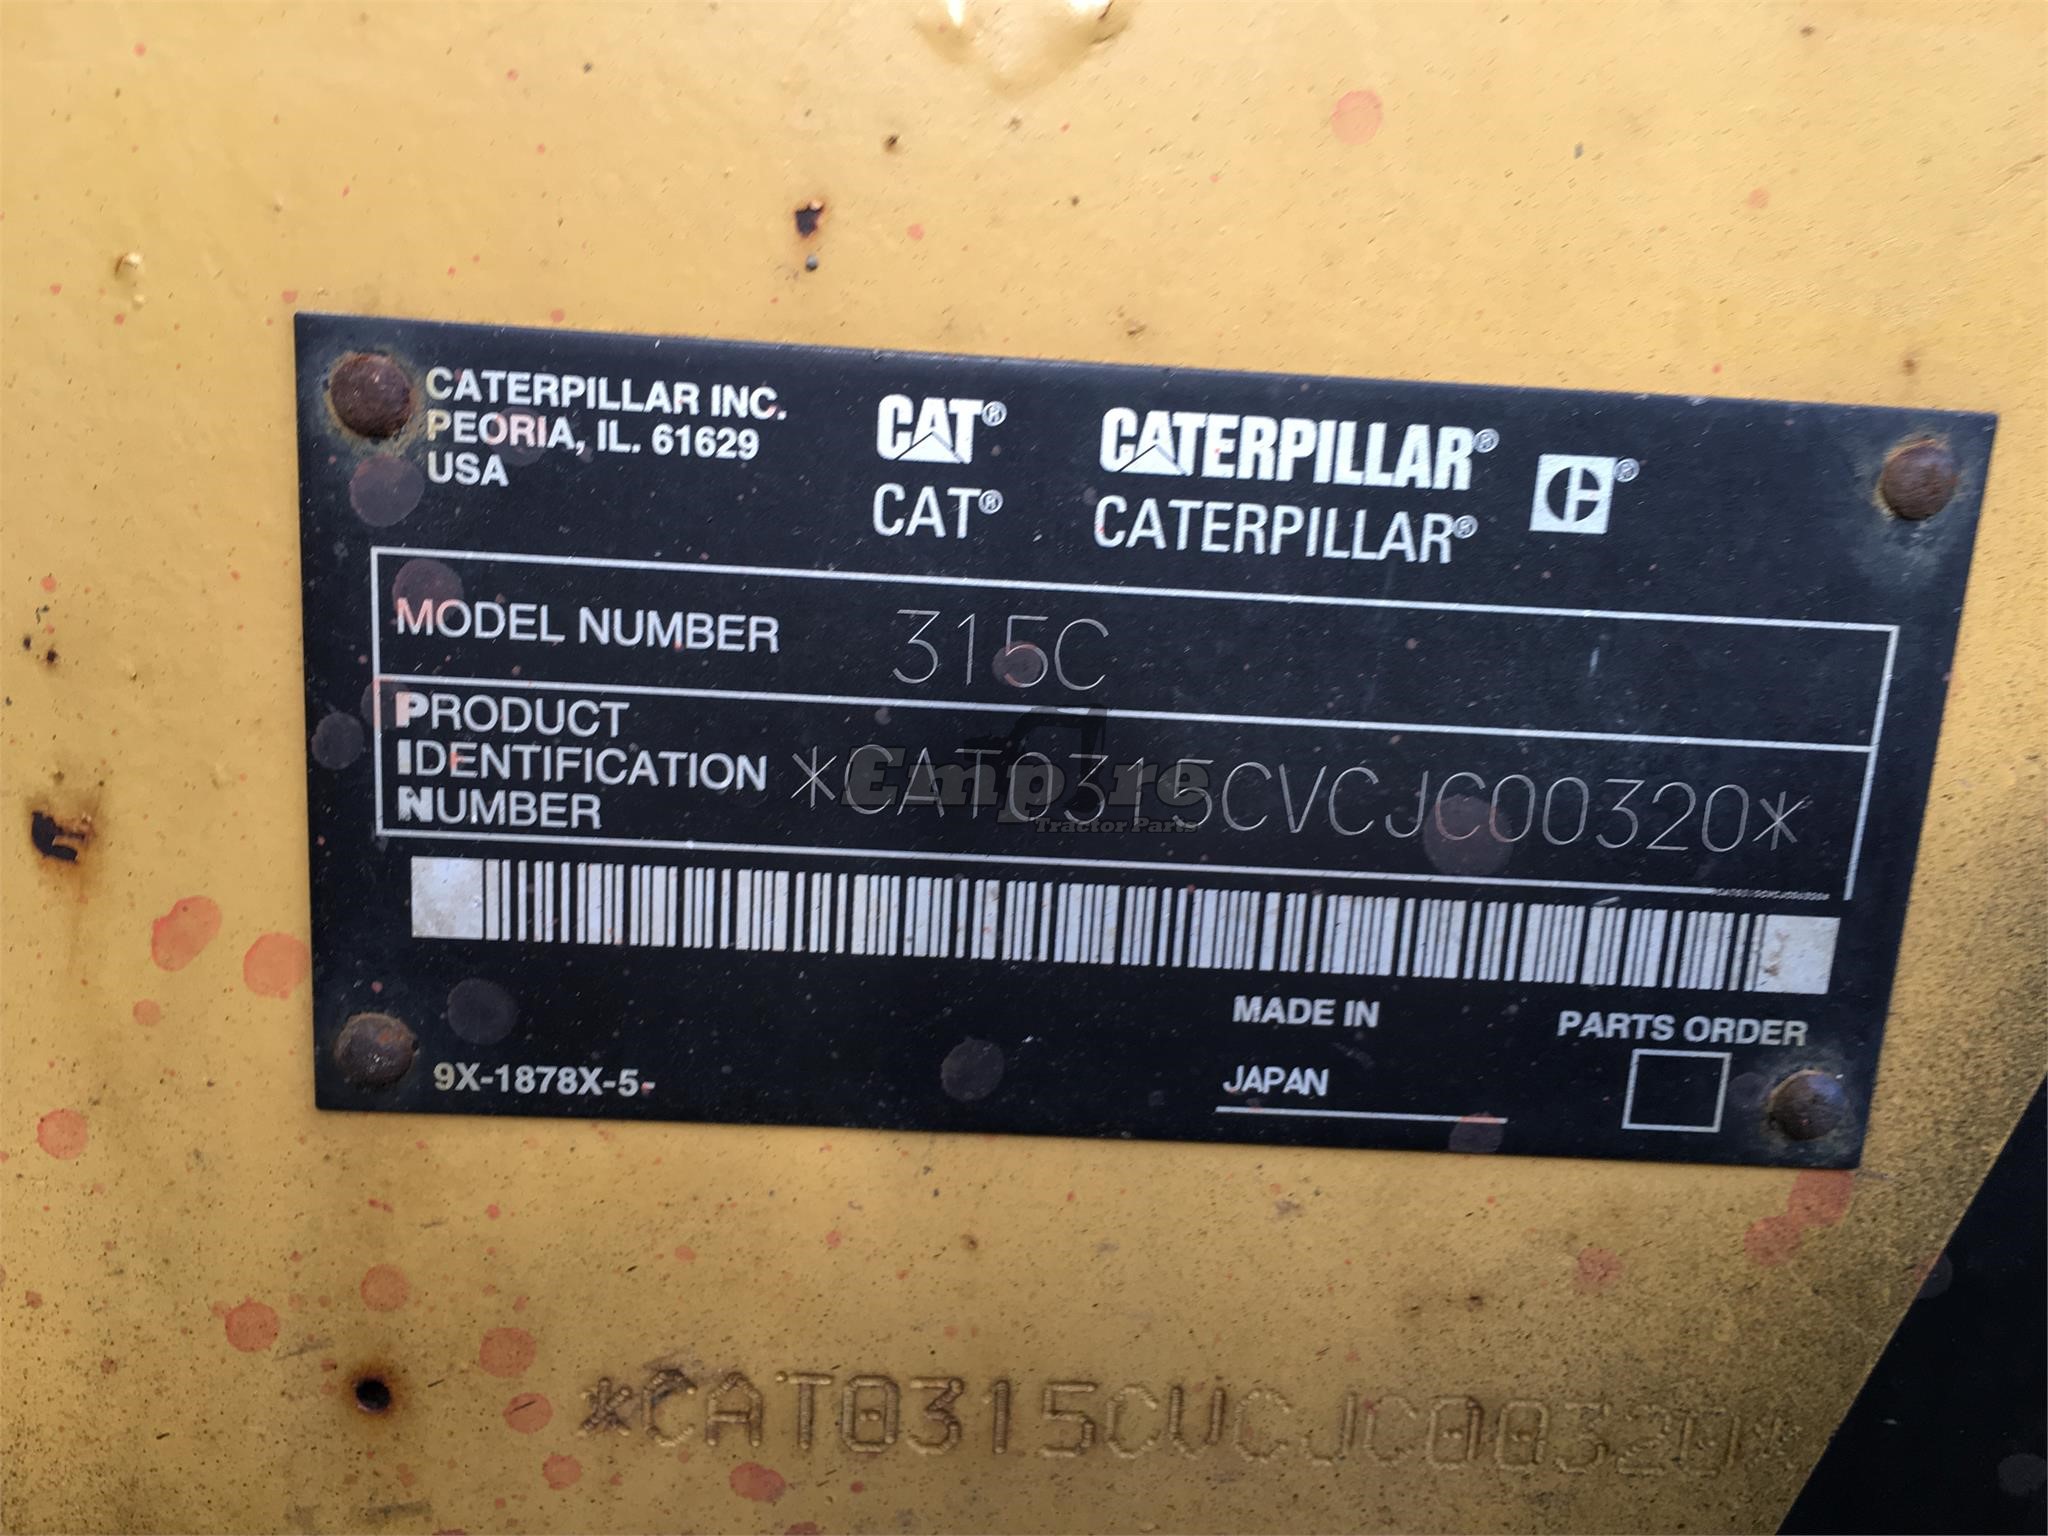 CATERPILLAR INC.
PEORIA, IL. 61629
USA
CAT® CATERPILLAR® ®
CAT® CATERPILLAR®
MODEL NUMBER 315C
PRODUCT
IDENTIFICATION
NUMBER
*CAT0315CVCJC00320*
Empire
Tractor Parts
MADE IN
JAPAN
PARTS ORDER
9X-1878X-5-
*CAT0315CVCJC00320*